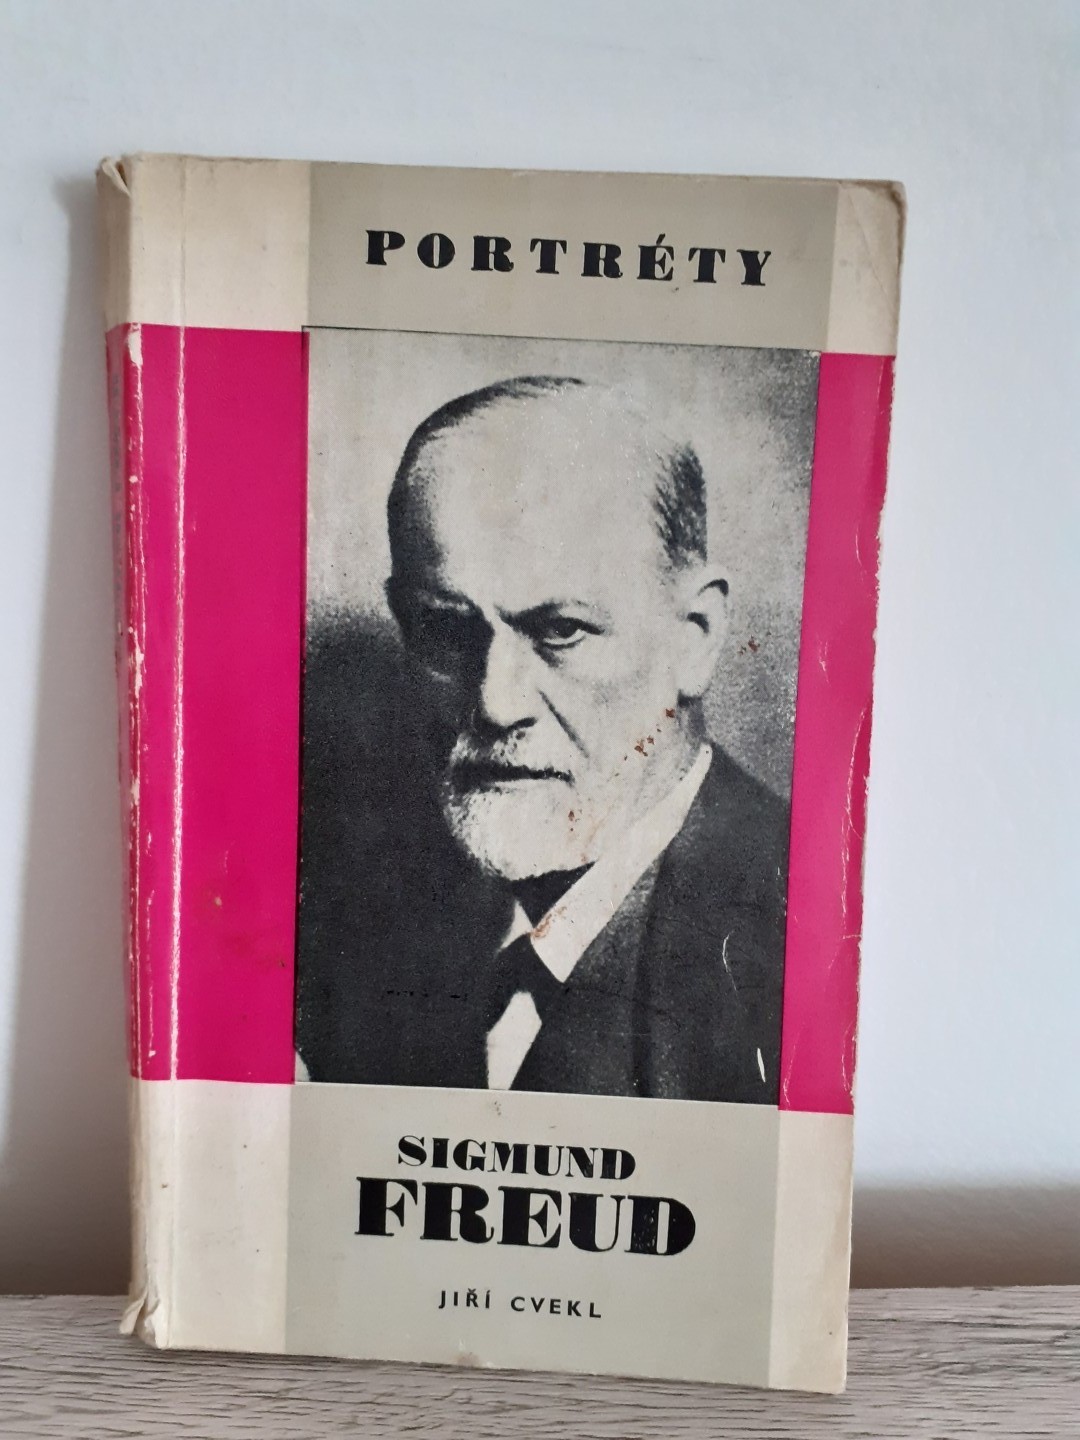 PORTRÉTY
SIGMUND
FREUD
JIŘÍ CVEKL